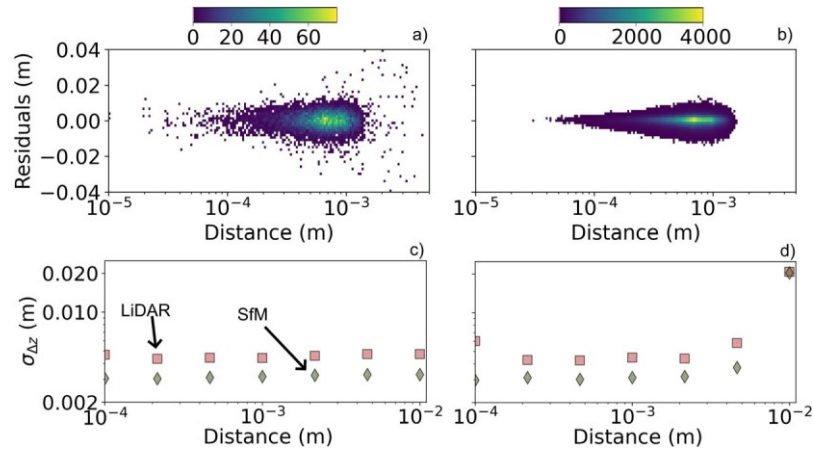 0 20 40 60
0 2000 4000
a)
b)
0.04
0.02
0.00
−0.02
−0.04
Residuals (m)
10⁻⁵ 10⁻⁴ 10⁻³
Distance (m)
10⁻⁵ 10⁻⁴ 10⁻³
Distance (m)
c)
d)
0.020
0.010
0.002
σΔz (m)
LiDAR
SfM
10⁻⁴ 10⁻³ 10⁻²
Distance (m)
10⁻⁴ 10⁻³ 10⁻²
Distance (m)